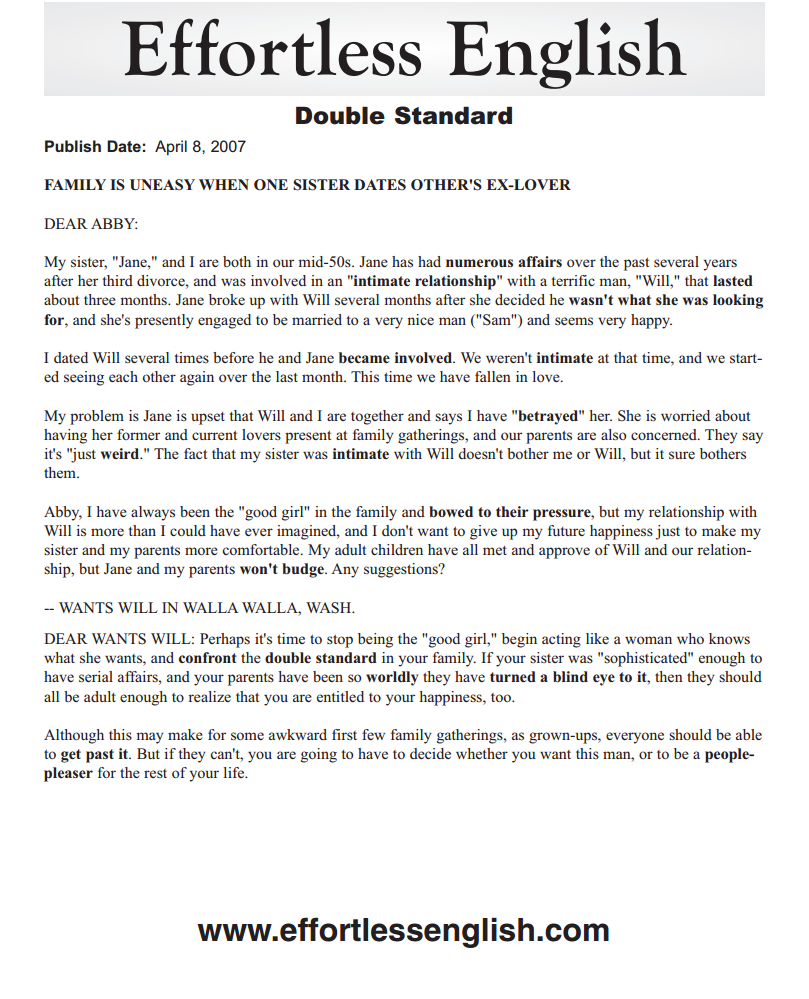 Effortless English
Double Standard
Publish Date: April 8, 2007
FAMILY IS UNEASY WHEN ONE SISTER DATES OTHER'S EX-LOVER
DEAR ABBY:
My sister, "Jane," and I are both in our mid-50s. Jane has had numerous affairs over the past several years
after her third divorce, and was involved in an "intimate relationship" with a terrific man, "Will," that lasted
about three months. Jane broke up with Will several months after she decided he wasn't what she was looking
for, and she's presently engaged to be married to a very nice man ("Sam") and seems very happy.
I dated Will several times before he and Jane became involved. We weren't intimate at that time, and we start-
ed seeing each other again over the last month. This time we have fallen in love.
My problem is Jane is upset that Will and I are together and says I have "betrayed" her. She is worried about
having her former and current lovers present at family gatherings, and our parents are also concerned. They say
it's "just weird." The fact that my sister was intimate with Will doesn't bother me or Will, but it sure bothers
them.
Abby, I have always been the "good girl" in the family and bowed to their pressure, but my relationship with
Will is more than I could have ever imagined, and I don't want to give up my future happiness just to make my
sister and my parents more comfortable. My adult children have all met and approve of Will and our relation-
ship, but Jane and my parents won't budge. Any suggestions?
-- WANTS WILL IN WALLA WALLA, WASH.
DEAR WANTS WILL: Perhaps it's time to stop being the "good girl," begin acting like a woman who knows
what she wants, and confront the double standard in your family. If your sister was "sophisticated" enough to
have serial affairs, and your parents have been so worldly they have turned a blind eye to it, then they should
all be adult enough to realize that you are entitled to your happiness, too.
Although this may make for some awkward first few family gatherings, as grown-ups, everyone should be able
to get past it. But if they can't, you are going to have to decide whether you want this man, or to be a people-
pleaser for the rest of your life.
www.effortlessenglish.com